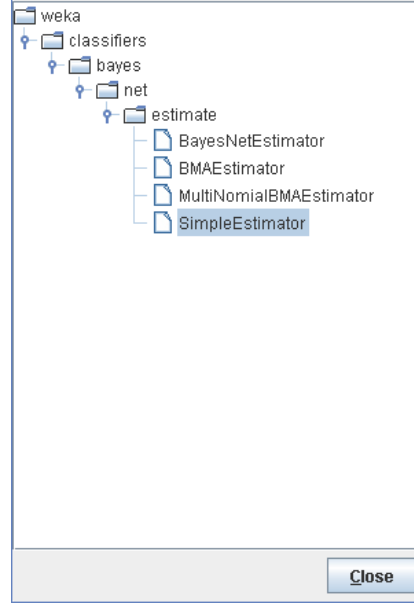 weka
classifiers
bayes
net
estimate
BayesNetEstimator
BMAEstimator
MultiNomialBMAEstimator
SimpleEstimator
Close